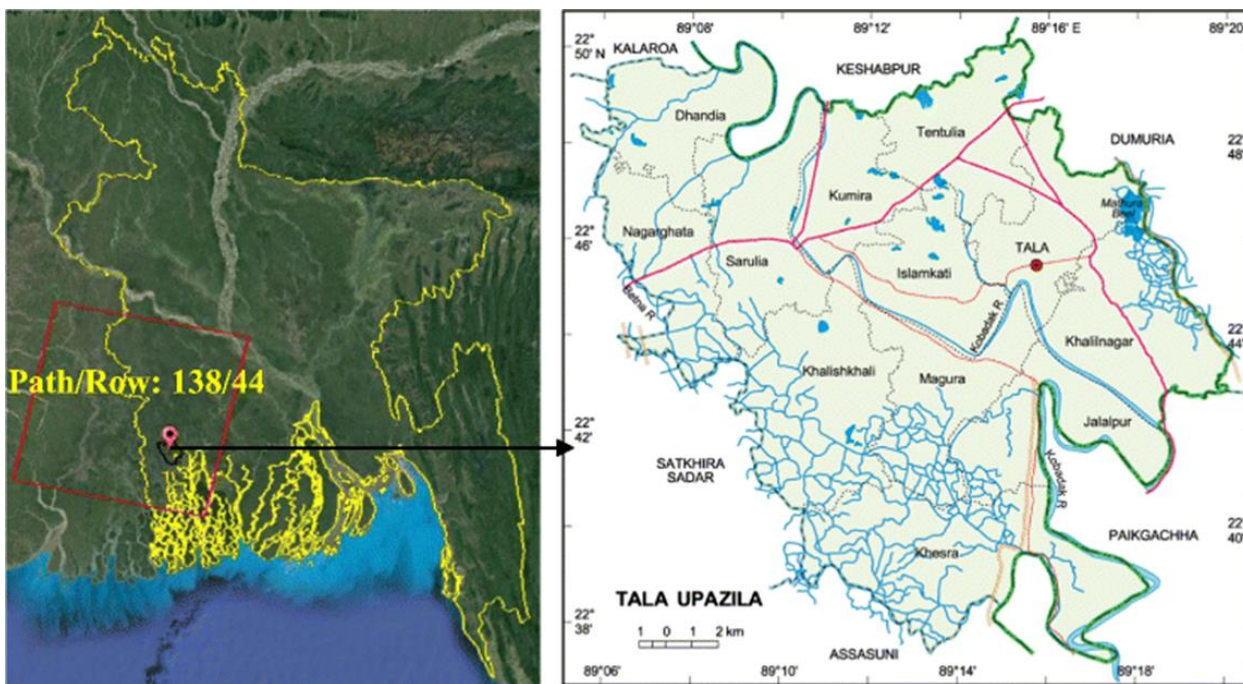 Path/Row: 138/44
89°08'
89°16' E
89°20'
22°
50' N
KALAROA
KESHABPUR
Dhandia
Tentulia
DUMURIA
22°
48'
Kumira
Mathura
Beel
22°
46'
Nagarghata
Sarulia
TALA
Islamkati
Betna R
Kobadak R
22°
44'
Khalilnagar
Khalishkhali
Magura
22°
42'
Jalalpur
SATKHIRA
SADAR
Kobadak R
22°
40'
PAIKGACHHA
Khesra
TALA UPAZILA
22°
38'
1 0 1 2 km
ASSASUNI
89°06'
89°10'
89°14'
89°18'